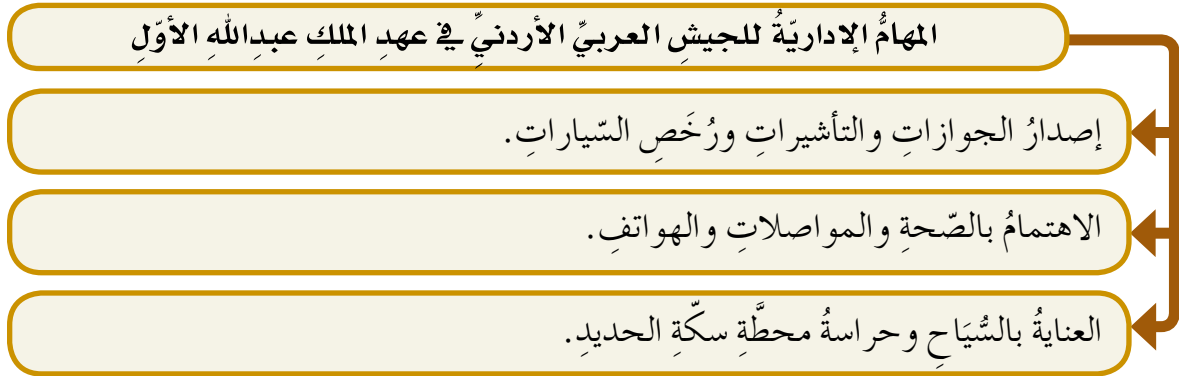 المهامُّ الإداريّةُ للجيشِ العربيِّ الأردنيِّ في عهدِ الملكِ عبدِاللهِ الأوّلِ
إصدارُ الجوازاتِ والتأشيراتِ ورُخَصِ السّياراتِ.
الاهتمامُ بالصّحةِ والمواصلاتِ والهواتفِ.
العنايةُ بالسُّيَاحِ وحراسةُ محطَّةِ سكّةِ الحديدِ.